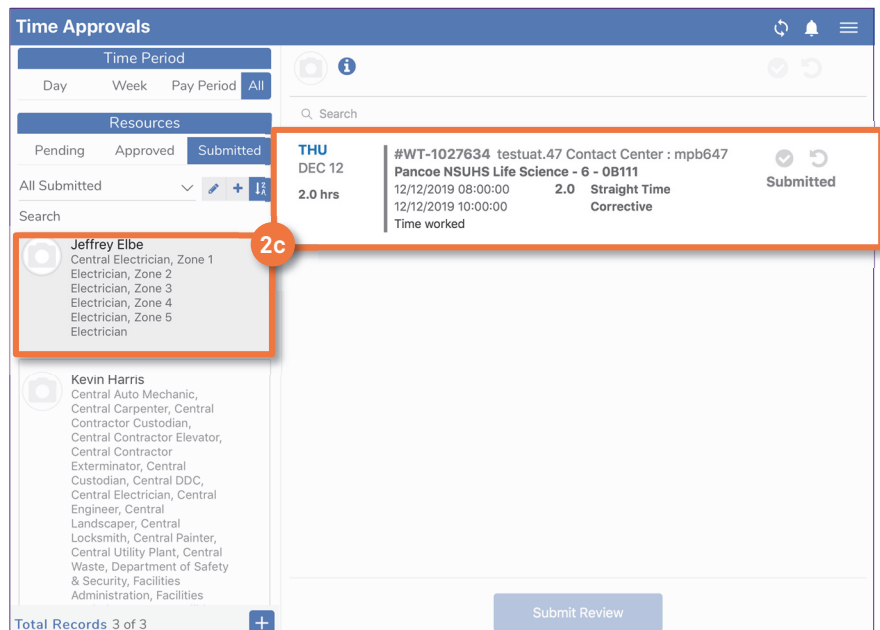 Time Approvals
Time Period
Day Week Pay Period All
Resources
Pending Approved Submitted
All Submitted
Search
Jeffrey Elbe
Central Electrician, Zone 1
Electrician, Zone 2
Electrician, Zone 3
Electrician, Zone 4
Electrician, Zone 5
Electrician
2c
Kevin Harris
Central Auto Mechanic,
Central Carpenter, Central
Contractor Custodian,
Central Contractor Elevator,
Central Contractor
Exterminator, Central
Custodian, Central DDC,
Central Electrician, Central
Engineer, Central
Landscaper, Central
Locksmith, Central Painter,
Central Utility Plant, Central
Waste, Department of Safety
& Security, Facilities
Administration, Facilities
Total Records 3 of 3
Search
THU
DEC 12
2.0 hrs
#WT-1027634 testuat.47 Contact Center : mpb647
Pancoe NSUHS Life Science - 6 - 0B111
12/12/2019 08:00:00 2.0 Straight Time
12/12/2019 10:00:00 Corrective
Time worked
Submitted
Submit Review